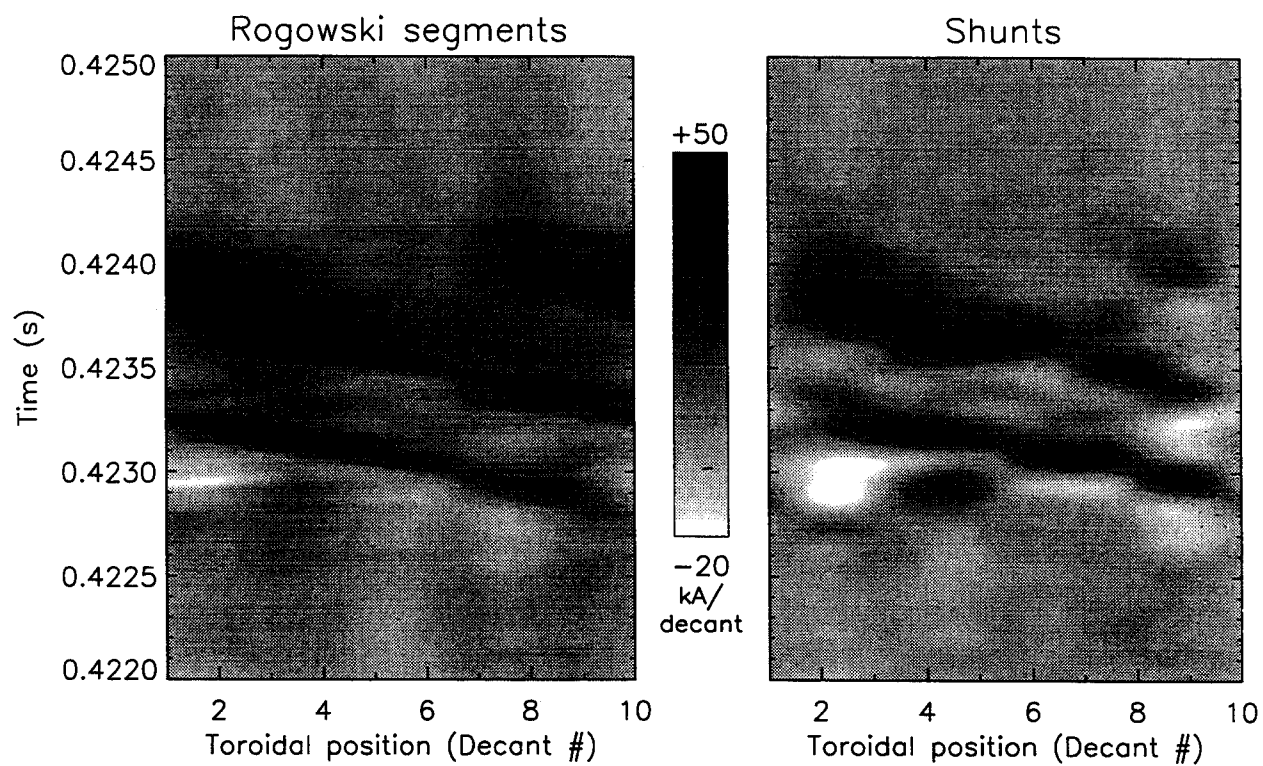 Rogowski segments
Shunts
0.4250
0.4245
0.4240
0.4235
0.4230
0.4225
0.4220
Time (s)
2 4 6 8 10
Toroidal position (Decant #)
+50
−20
kA/
decant
2 4 6 8 10
Toroidal position (Decant #)